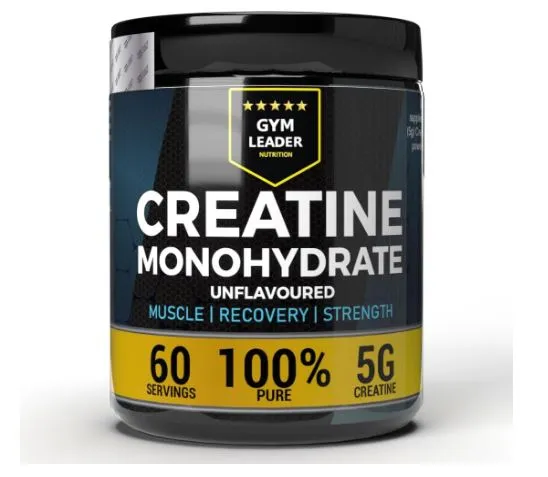 GYM
LEADER
NUTRITION
CREATINE
MONOHYDRATE
UNFLAVOURED
MUSCLE | RECOVERY | STRENGTH
60 100% 5G
SERVINGS PURE CREATINE